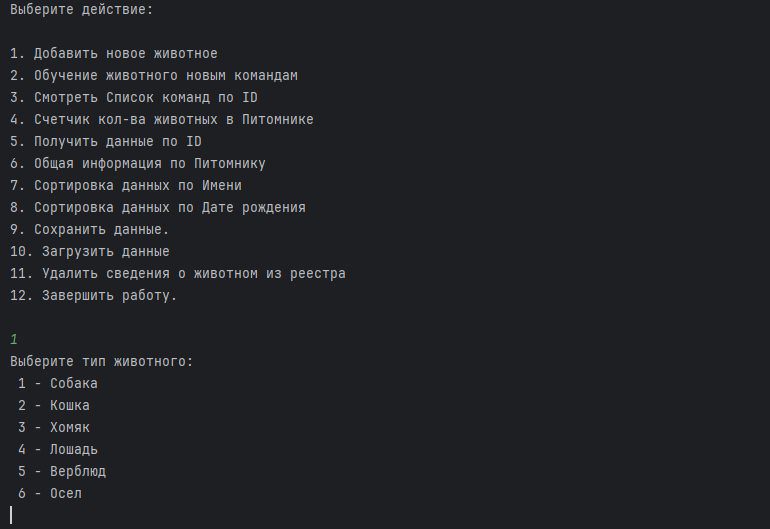 Выберите действие:
1. Добавить новое животное
2. Обучение животного новым командам
3. Смотреть Список команд по ID
4. Счетчик кол-ва животных в Питомнике
5. Получить данные по ID
6. Общая информация по Питомнику
7. Сортировка данных по Имени
8. Сортировка данных по Дате рождения
9. Сохранить данные.
10. Загрузить данные
11. Удалить сведения о животном из реестра
12. Завершить работу.
1
Выберите тип животного:
1 - Собака
2 - Кошка
3 - Хомяк
4 - Лошадь
5 - Верблюд
6 - Осел